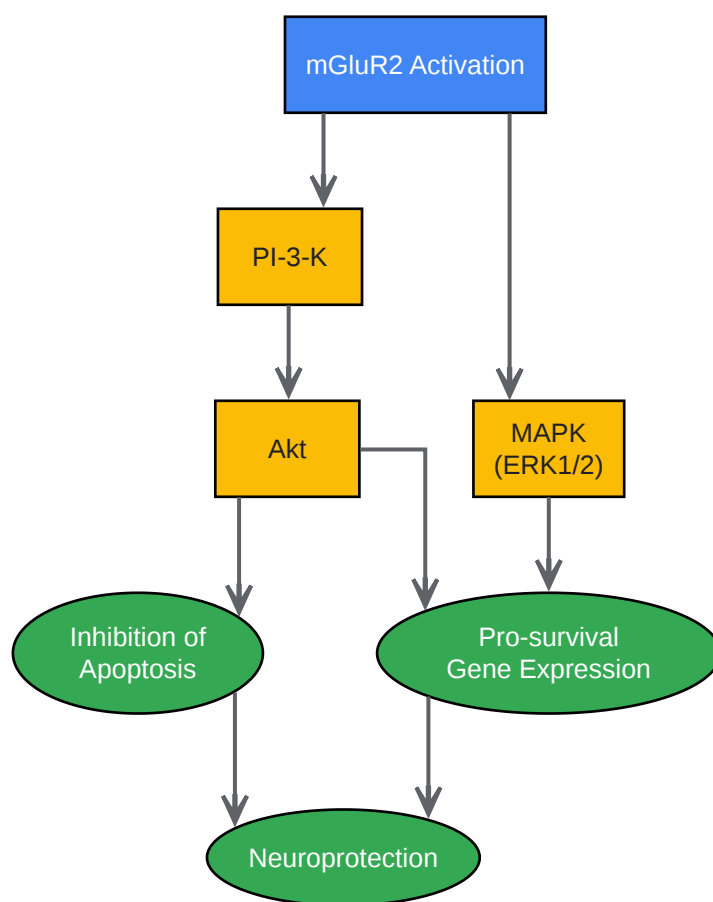 mGluR2 Activation
PI-3-K
Akt
MAPK
(ERK1/2)
Inhibition of
Apoptosis
Pro-survival
Gene Expression
Neuroprotection